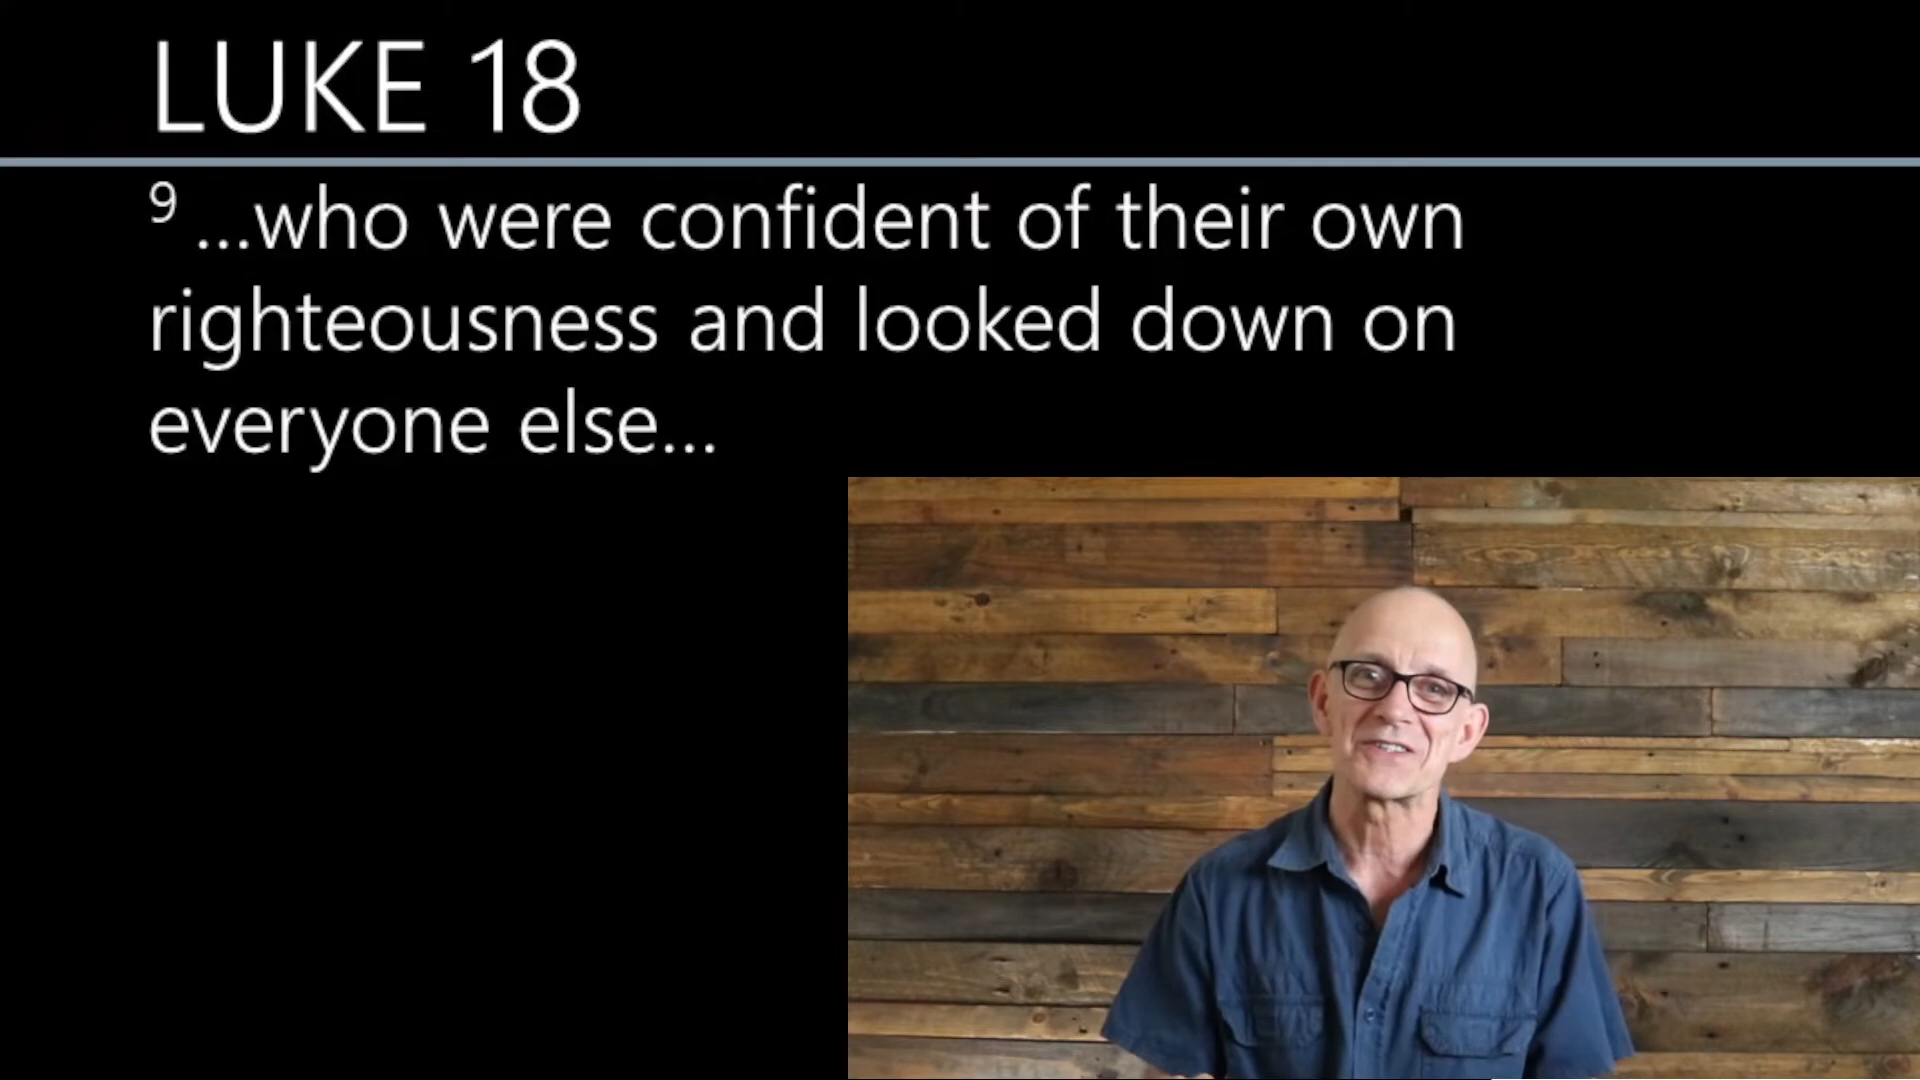 LUKE 18
9 ...who were confident of their own
righteousness and looked down on
everyone else...